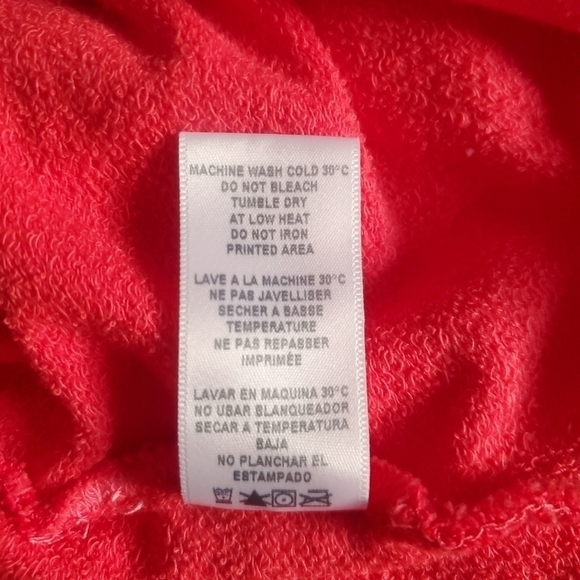 MACHINE WASH COLD 30°C
DO NOT BLEACH
TUMBLE DRY
AT LOW HEAT
DO NOT IRON
PRINTED AREA
LAVE A LA MACHINE 30°C
NE PAS JAVELLISER
SECHER A BASSE
TEMPERATURE
NE PAS REPASSER
IMPRIMÉE
LAVAR EN MAQUINA 30°C
NO USAR BLANQUEADOR
SECAR A TEMPERATURA
BAJA
NO PLANCHAR EL
ESTAMPADO